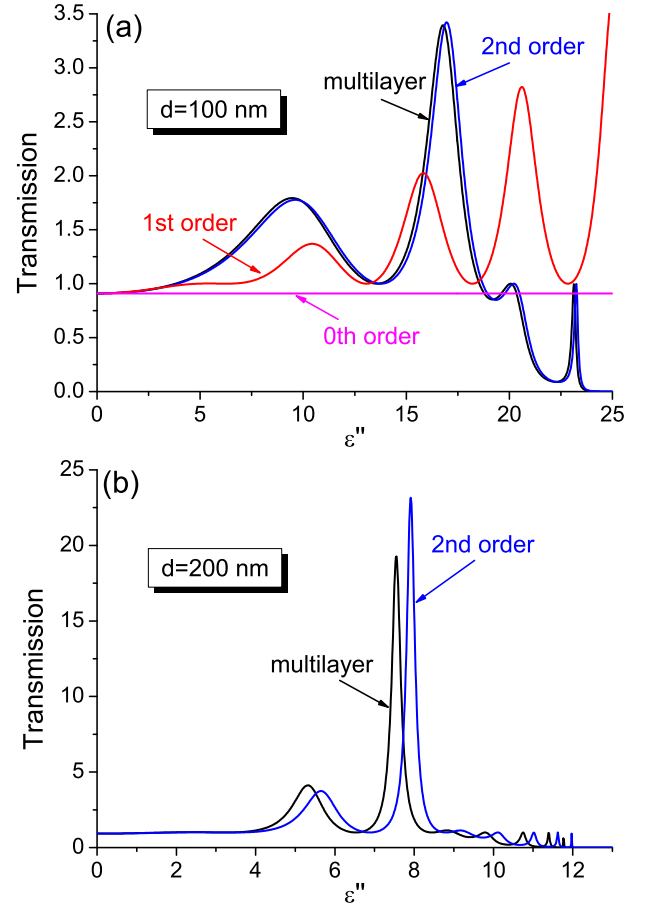 (a)
3.5
3.0
2.5
2.0
1.5
1.0
0.5
0.0
Transmission
d=100 nm
multilayer
2nd order
1st order
0th order
0 5 10 15 20 25
ε"
(b)
25
20
15
10
5
0
Transmission
d=200 nm
2nd order
multilayer
0 2 4 6 8 10 12
ε"